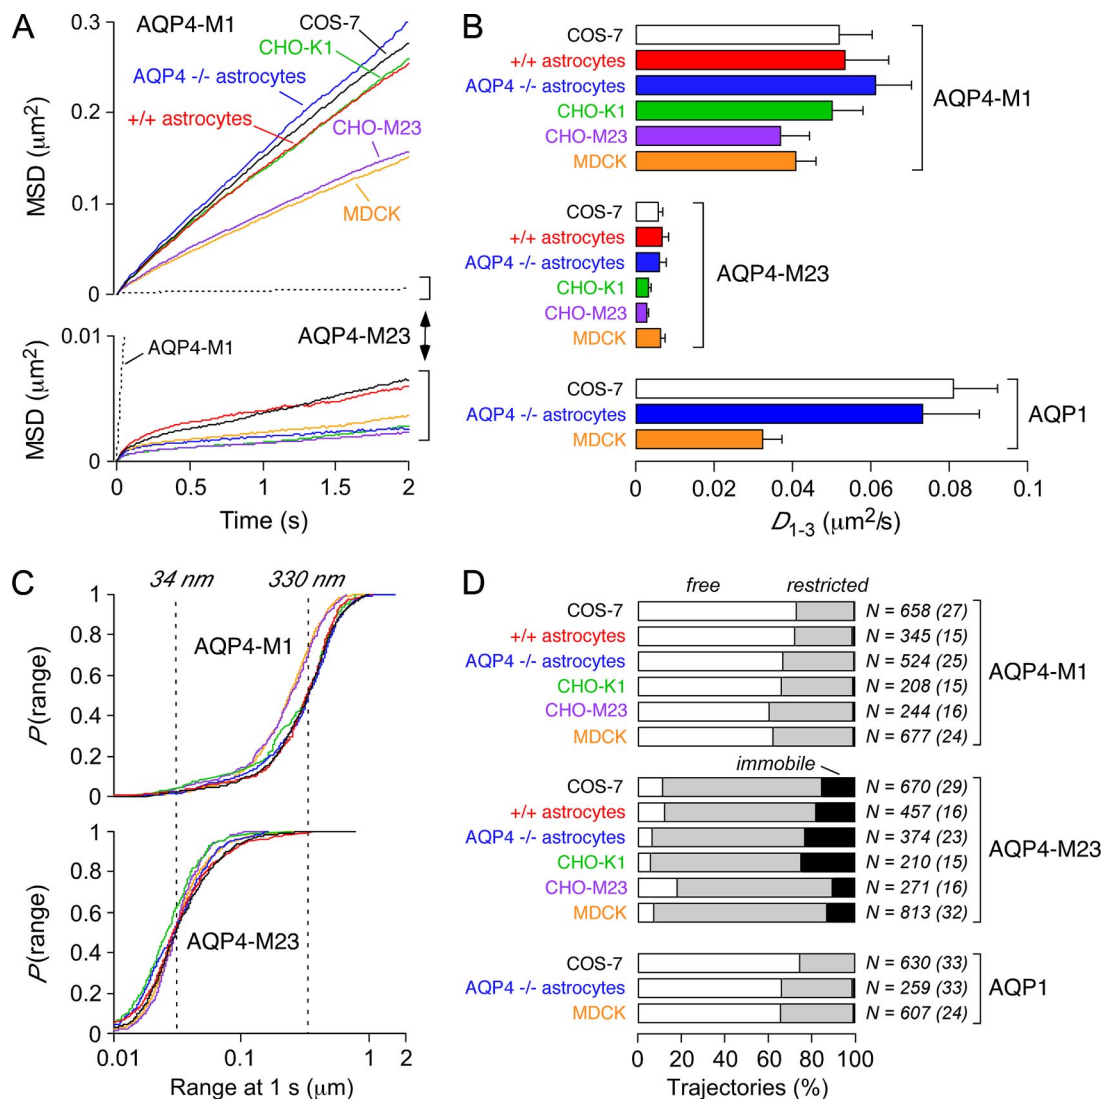 A
AQP4-M1
COS-7
CHO-K1
AQP4 -/- astrocytes
+/+ astrocytes
CHO-M23
MDCK
MSD (μm2)
0.3
0.2
0.1
0
AQP4-M23
0.01
AQP4-M1
MSD (μm2)
0
0 0.5 1 1.5 2
Time (s)
B
COS-7
+/+ astrocytes
AQP4 -/- astrocytes
CHO-K1
CHO-M23
MDCK
AQP4-M1
COS-7
+/+ astrocytes
AQP4 -/- astrocytes
CHO-K1
CHO-M23
MDCK
AQP4-M23
COS-7
AQP4 -/- astrocytes
MDCK
AQP1
0 0.02 0.04 0.06 0.08 0.1
D1-3 (μm2/s)
C
34 nm 330 nm
AQP4-M1
P(range)
1
0.8
0.6
0.4
0.2
0
AQP4-M23
P(range)
1
0.8
0.6
0.4
0.2
0
0.01 0.1 1 2
Range at 1 s (μm)
D
free restricted
COS-7 N = 658 (27)
+/+ astrocytes N = 345 (15)
AQP4 -/- astrocytes N = 524 (25)
CHO-K1 N = 208 (15)
CHO-M23 N = 244 (16)
MDCK N = 677 (24)
AQP4-M1
immobile
COS-7 N = 670 (29)
+/+ astrocytes N = 457 (16)
AQP4 -/- astrocytes N = 374 (23)
CHO-K1 N = 210 (15)
CHO-M23 N = 271 (16)
MDCK N = 813 (32)
AQP4-M23
COS-7 N = 630 (33)
AQP4 -/- astrocytes N = 259 (33)
MDCK N = 607 (24)
AQP1
0 20 40 60 80 100
Trajectories (%)